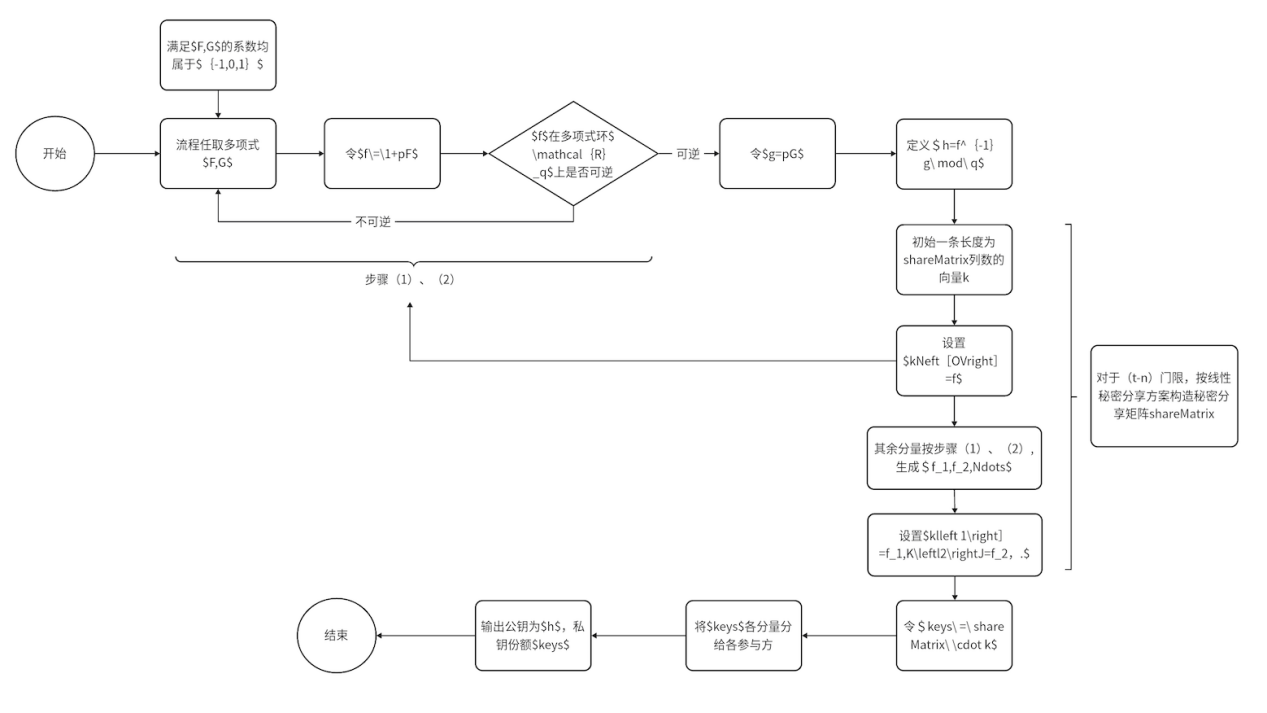 满足$F,G$的系数均
属于$｛-1,0,1｝$
开始
流程任取多项式
$F,G$
令$f\=\1+pF$
$f$在多项式环$
\mathcal｛R｝
_q$上是否可逆
可逆
令$g=pG$
定义＄h=f^｛-1｝
g\ mod\ q$
不可逆
步骤（1）、（2）
初始一条长度为
shareMatrix列数的
向量k
设置
$kNeft［OVright］
=f$
对于（t-n）门限，按线性
秘密分享方案构造秘密分
享矩阵shareMatrix
其余分量按步骤（1）、（2）,
生成＄f_1,f_2,Ndots$
设置$klleft 1\right］
=f_1,K\leftl2\rightJ=f_2，.$
令＄keys\ =\ share
Matrix\ \cdot k$
将$keys$各分量分
给各参与方
输出公钥为$h$，私
钥份额$keys$
结束